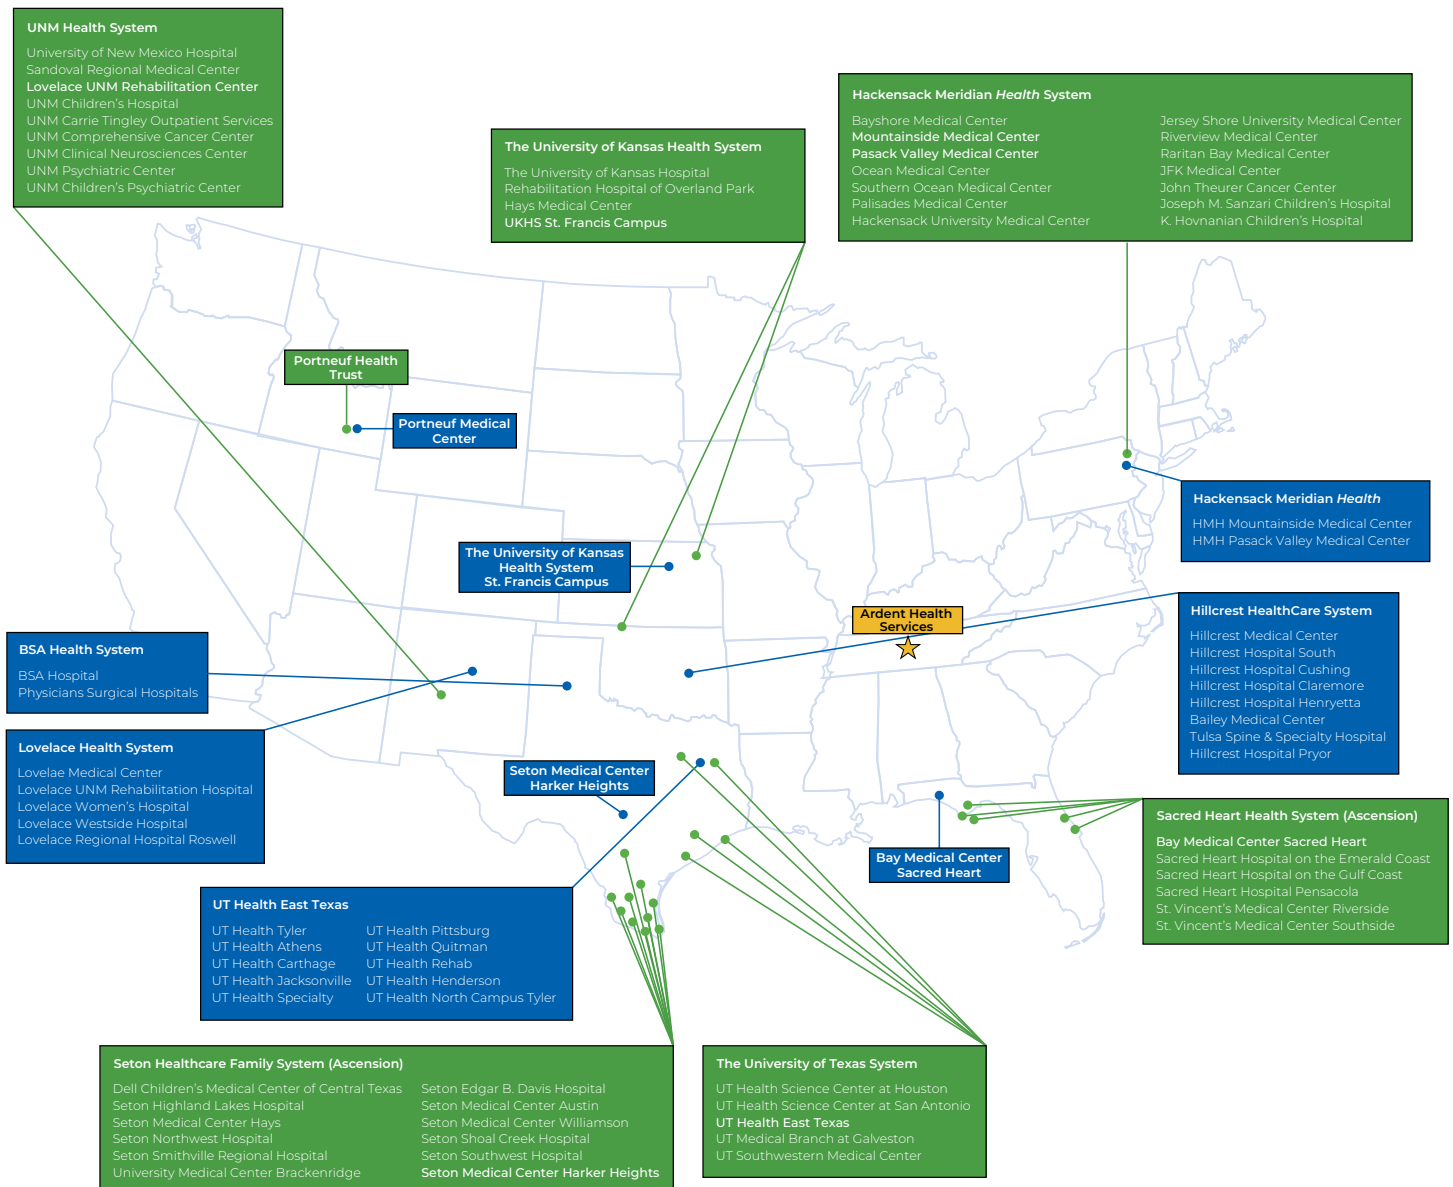 UNM Health System
University of New Mexico Hospital
Sandoval Regional Medical Center
Lovelace UNM Rehabilitation Center
UNM Children's Hospital
UNM Carrie Tingley Outpatient Services
UNM Comprehensive Cancer Center
UNM Clinical Neurosciences Center
UNM Psychiatric Center
UNM Children's Psychiatric Center
The University of Kansas Health System
The University of Kansas Hospital
Rehabilitation Hospital of Overland Park
Hays Medical Center
UKHS St. Francis Campus
Hackensack Meridian Health System
Bayshore Medical Center
Mountainside Medical Center
Pasack Valley Medical Center
Ocean Medical Center
Southern Ocean Medical Center
Palisades Medical Center
Hackensack University Medical Center
Jersey Shore University Medical Center
Riverview Medical Center
Raritan Bay Medical Center
JFK Medical Center
John Theurer Cancer Center
Joseph M. Sanzari Children's Hospital
K. Hovnanian Children's Hospital
Portneuf Health
Trust
Portneuf Medical
Center
Hackensack Meridian Health
HMH Mountainside Medical Center
HMH Pasack Valley Medical Center
The University of Kansas
Health System
St. Francis Campus
Ardent Health
Services
Hillcrest HealthCare System
Hillcrest Medical Center
Hillcrest Hospital South
Hillcrest Hospital Cushing
Hillcrest Hospital Claremore
Hillcrest Hospital Henryetta
Bailey Medical Center
Tulsa Spine & Specialty Hospital
Hillcrest Hospital Pryor
BSA Health System
BSA Hospital
Physicians Surgical Hospitals
Lovelace Health System
Lovelae Medical Center
Lovelace UNM Rehabilitation Hospital
Lovelace Women's Hospital
Lovelace Westside Hospital
Lovelace Regional Hospital Roswell
Seton Medical Center
Harker Heights
Bay Medical Center
Sacred Heart
Sacred Heart Health System (Ascension)
Bay Medical Center Sacred Heart
Sacred Heart Hospital on the Emerald Coast
Sacred Heart Hospital on the Gulf Coast
Sacred Heart Hospital Pensacola
St. Vincent's Medical Center Riverside
St. Vincent's Medical Center Southside
UT Health East Texas
UT Health Tyler
UT Health Athens
UT Health Carthage
UT Health Jacksonville
UT Health Specialty
UT Health Pittsburg
UT Health Quitman
UT Health Rehab
UT Health Henderson
UT Health North Campus Tyler
Seton Healthcare Family System (Ascension)
Dell Children's Medical Center of Central Texas
Seton Highland Lakes Hospital
Seton Medical Center Hays
Seton Northwest Hospital
Seton Smithville Regional Hospital
University Medical Center Brackenridge
Seton Edgar B. Davis Hospital
Seton Medical Center Austin
Seton Medical Center Williamson
Seton Shoal Creek Hospital
Seton Southwest Hospital
Seton Medical Center Harker Heights
The University of Texas System
UT Health Science Center at Houston
UT Health Science Center at San Antonio
UT Health East Texas
UT Medical Branch at Galveston
UT Southwestern Medical Center